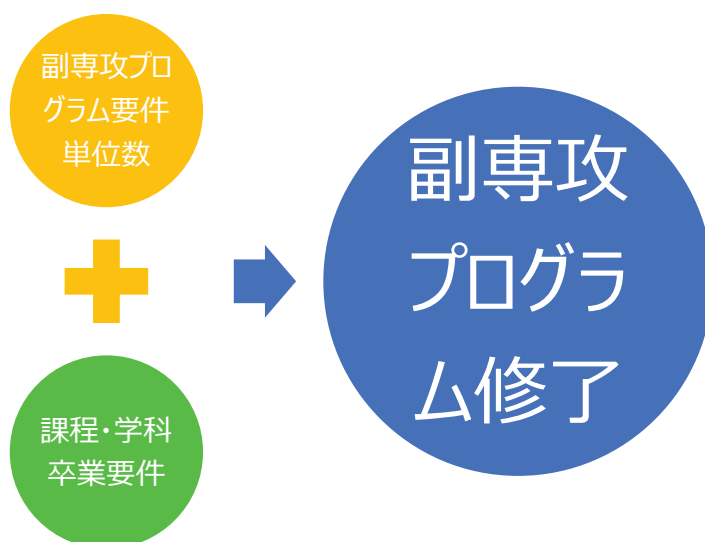 副専攻プロ
グラム要件
単位数
課程・学科
卒業要件
副専攻
プログラ
ム修了